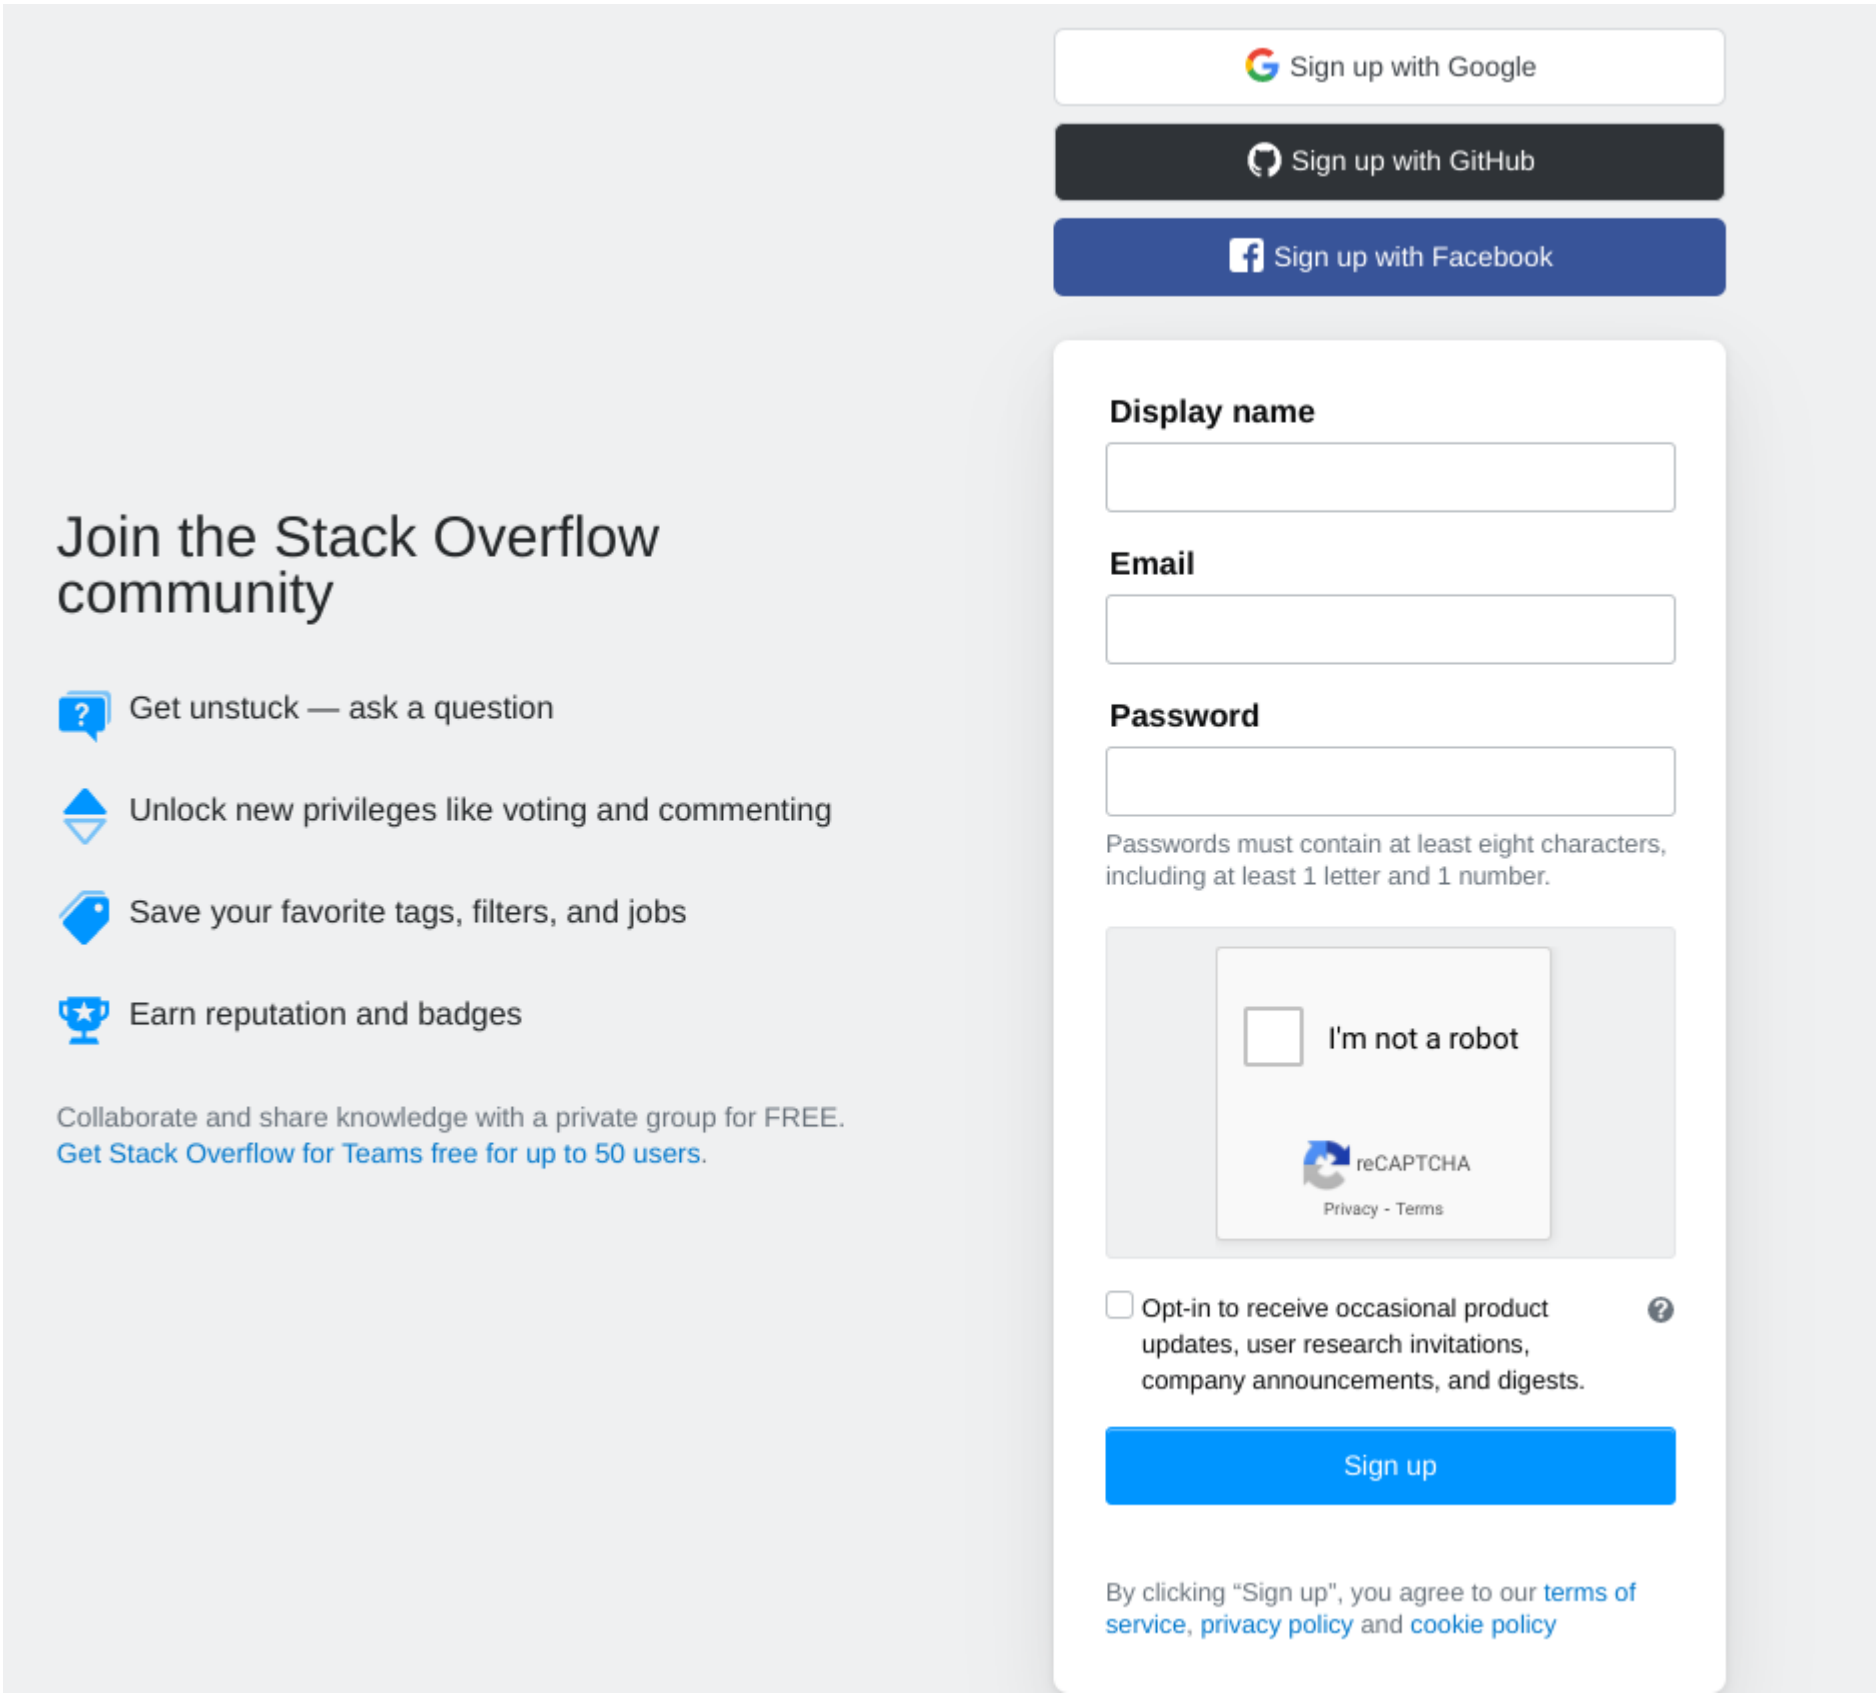 Sign up with Google
Sign up with GitHub
Sign up with Facebook
Join the Stack Overflow
community
? Get unstuck — ask a question
Unlock new privileges like voting and commenting
Save your favorite tags, filters, and jobs
Earn reputation and badges
Collaborate and share knowledge with a private group for FREE.
Get Stack Overflow for Teams free for up to 50 users.
Display name
Email
Password
Passwords must contain at least eight characters,
including at least 1 letter and 1 number.
I'm not a robot
reCAPTCHA
Privacy - Terms
Opt-in to receive occasional product ?
updates, user research invitations,
company announcements, and digests.
Sign up
By clicking “Sign up”, you agree to our terms of
service, privacy policy and cookie policy